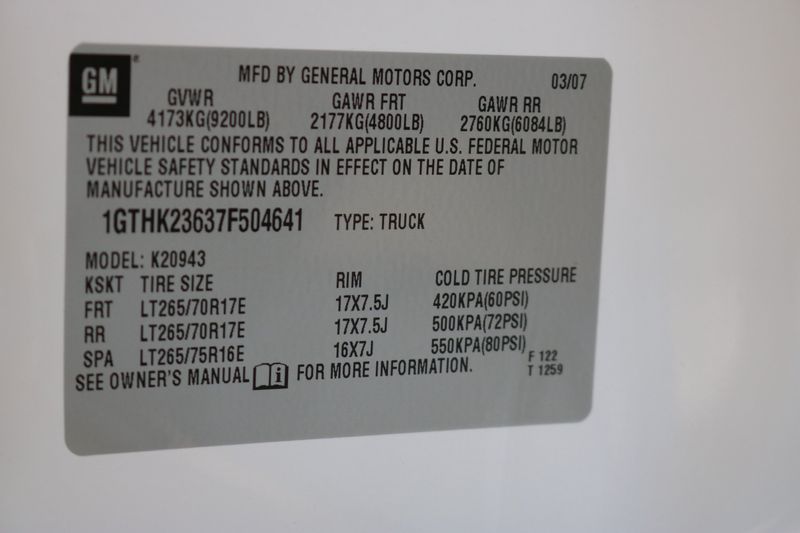 GM MFD BY GENERAL MOTORS CORP. 03/07
GVWR GAWR FRT GAWR RR
4173KG(9200LB) 2177KG(4800LB) 2760KG(6084LB)
THIS VEHICLE CONFORMS TO ALL APPLICABLE U.S. FEDERAL MOTOR
VEHICLE SAFETY STANDARDS IN EFFECT ON THE DATE OF
MANUFACTURE SHOWN ABOVE.
1GTHK23637F504641 TYPE: TRUCK
MODEL: K20943
KSKT TIRE SIZE RIM COLD TIRE PRESSURE
FRT LT265/70R17E 17X7.5J 420KPA(60PSI)
RR LT265/70R17E 17X7.5J 500KPA(72PSI)
SPA LT265/75R16E 16X7J 550KPA(80PSI)
SEE OWNER'S MANUAL FOR MORE INFORMATION.
F 122
T 1259